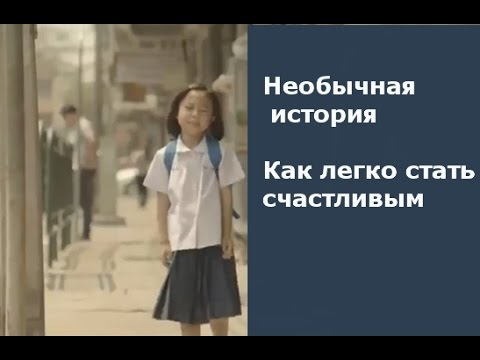 Необычная
история
Как легко стать
счастливым